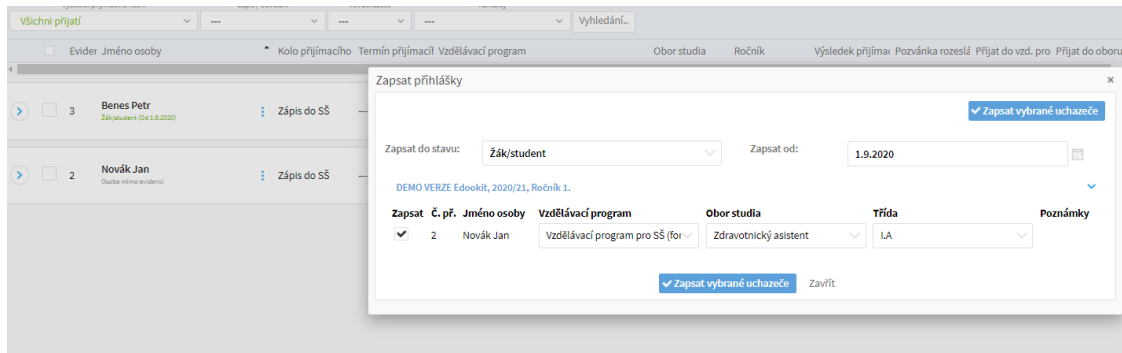 Všichni přijatí --- --- --- Vyhledání..
Evider Jméno osoby Kolo přijímacího Termín přijímací Vzdělávací program Obor studia Ročník Výsledek přijímac Pozvánka rozeslá Přijat do vzd. pro Přijat do oboru
Zapsat přihlášky ×
Zapsat vybrané uchazeče
3 Benes Petr Zápis do SŠ ---
Žák/student (Od 1.9.2020)
Zapsat do stavu: Žák/student Zapsat od: 1.9.2020
2 Novák Jan Zápis do SŠ ---
Osoba mimo evidenci
DEMO VERZE Edookit, 2020/21, Ročník 1.
Zapsat Č. př. Jméno osoby Vzdělávací program Obor studia Třída Poznámky
2 Novák Jan Vzdělávací program pro SŠ (for Zdravotnický asistent I.A
Zapsat vybrané uchazeče Zavřít